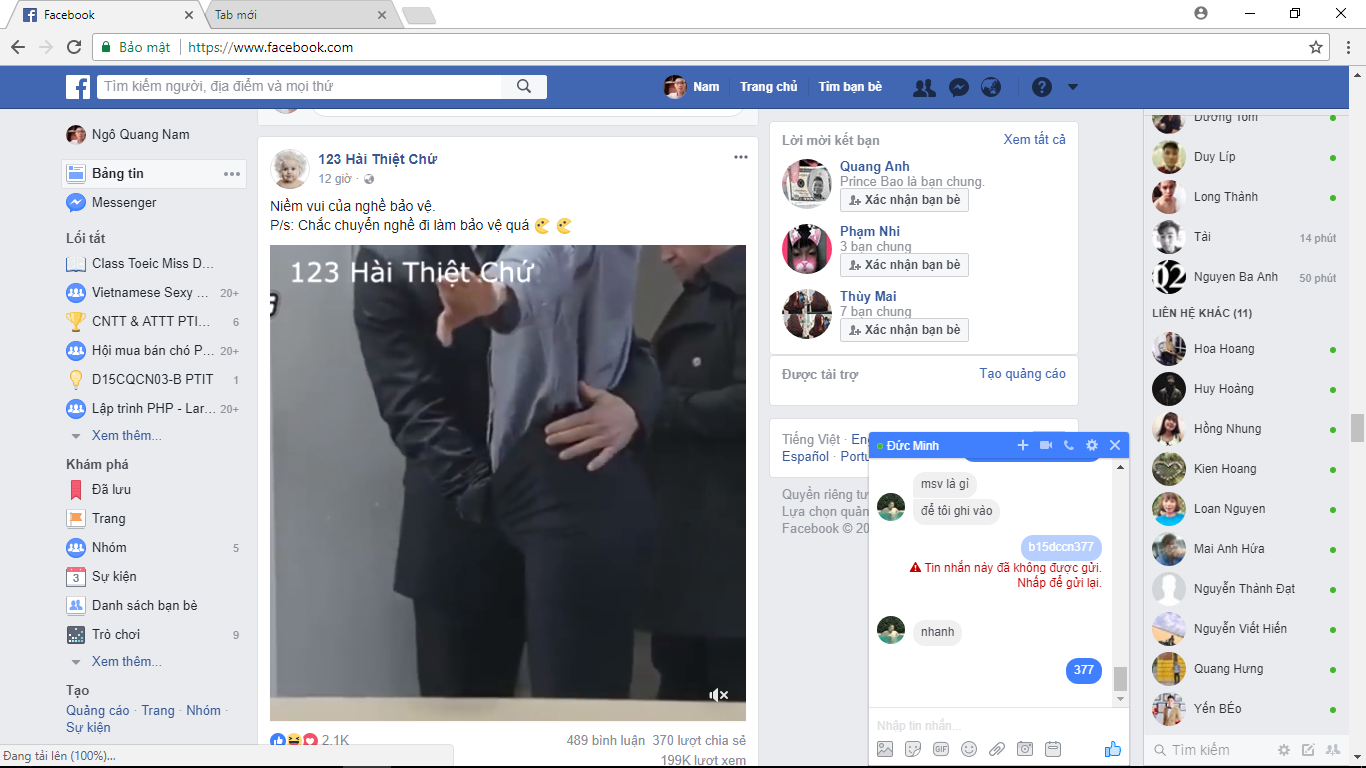 Facebook
Tab mới
Bảo mật
https://www.facebook.com
Tìm kiếm người, địa điểm và mọi thứ
Nam
Trang chủ
Tìm bạn bè
Ngô Quang Nam
Bảng tin
Messenger
Lối tắt
Class Toeic Miss D...
Vietnamese Sexy ... 20+
CNTT & ATTT PTI... 6
Hội mua bán chó P... 20+
D15CQCN03-B PTIT 1
Lập trình PHP - Lar... 20+
Xem thêm...
Khám phá
Đã lưu
Trang
Nhóm 5
3 Sự kiện
Danh sách bạn bè
Trò chơi 9
Xem thêm...
Tạo
Quảng cáo · Trang · Nhóm ·
Sự kiện
Đang tải lên (100%)...
123 Hài Thiệt Chứ
12 giờ ·
Niềm vui của nghề bảo vệ.
P/s: Chắc chuyển nghề đi làm bảo vệ quá
123 Hài Thiệt Chứ
2,1K
489 bình luận 370 lượt chia sẻ
199K lượt xem
Lời mời kết bạn
Xem tất cả
Quang Anh
Prince Bao là bạn chung.
Xác nhận bạn bè
Phạm Nhi
3 bạn chung
Xác nhận bạn bè
Thùy Mai
7 bạn chung
Xác nhận bạn bè
Được tài trợ
Tạo quảng cáo
Tiếng Việt ·
Español ·
Quyền riêng tư
Lựa chọn quản
Facebook © 20
Đức Minh
msv là gì
để tôi ghi vào
b15dccn377
Tin nhắn này đã không được gửi.
Nhấp để gửi lại.
nhanh
377
Nhập tin nhắn...
GIF
Dương Tom
Duy Líp
Long Thành
Tài 14 phút
Nguyen Ba Anh 50 phút
LIÊN HỆ KHÁC (11)
Hoa Hoang
Huy Hoàng
Hồng Nhung
Kien Hoang
Loan Nguyen
Mai Anh Hứa
Nguyễn Thành Đạt
Nguyễn Viết Hiến
Quang Hưng
Yến BÉo
Tìm kiếm